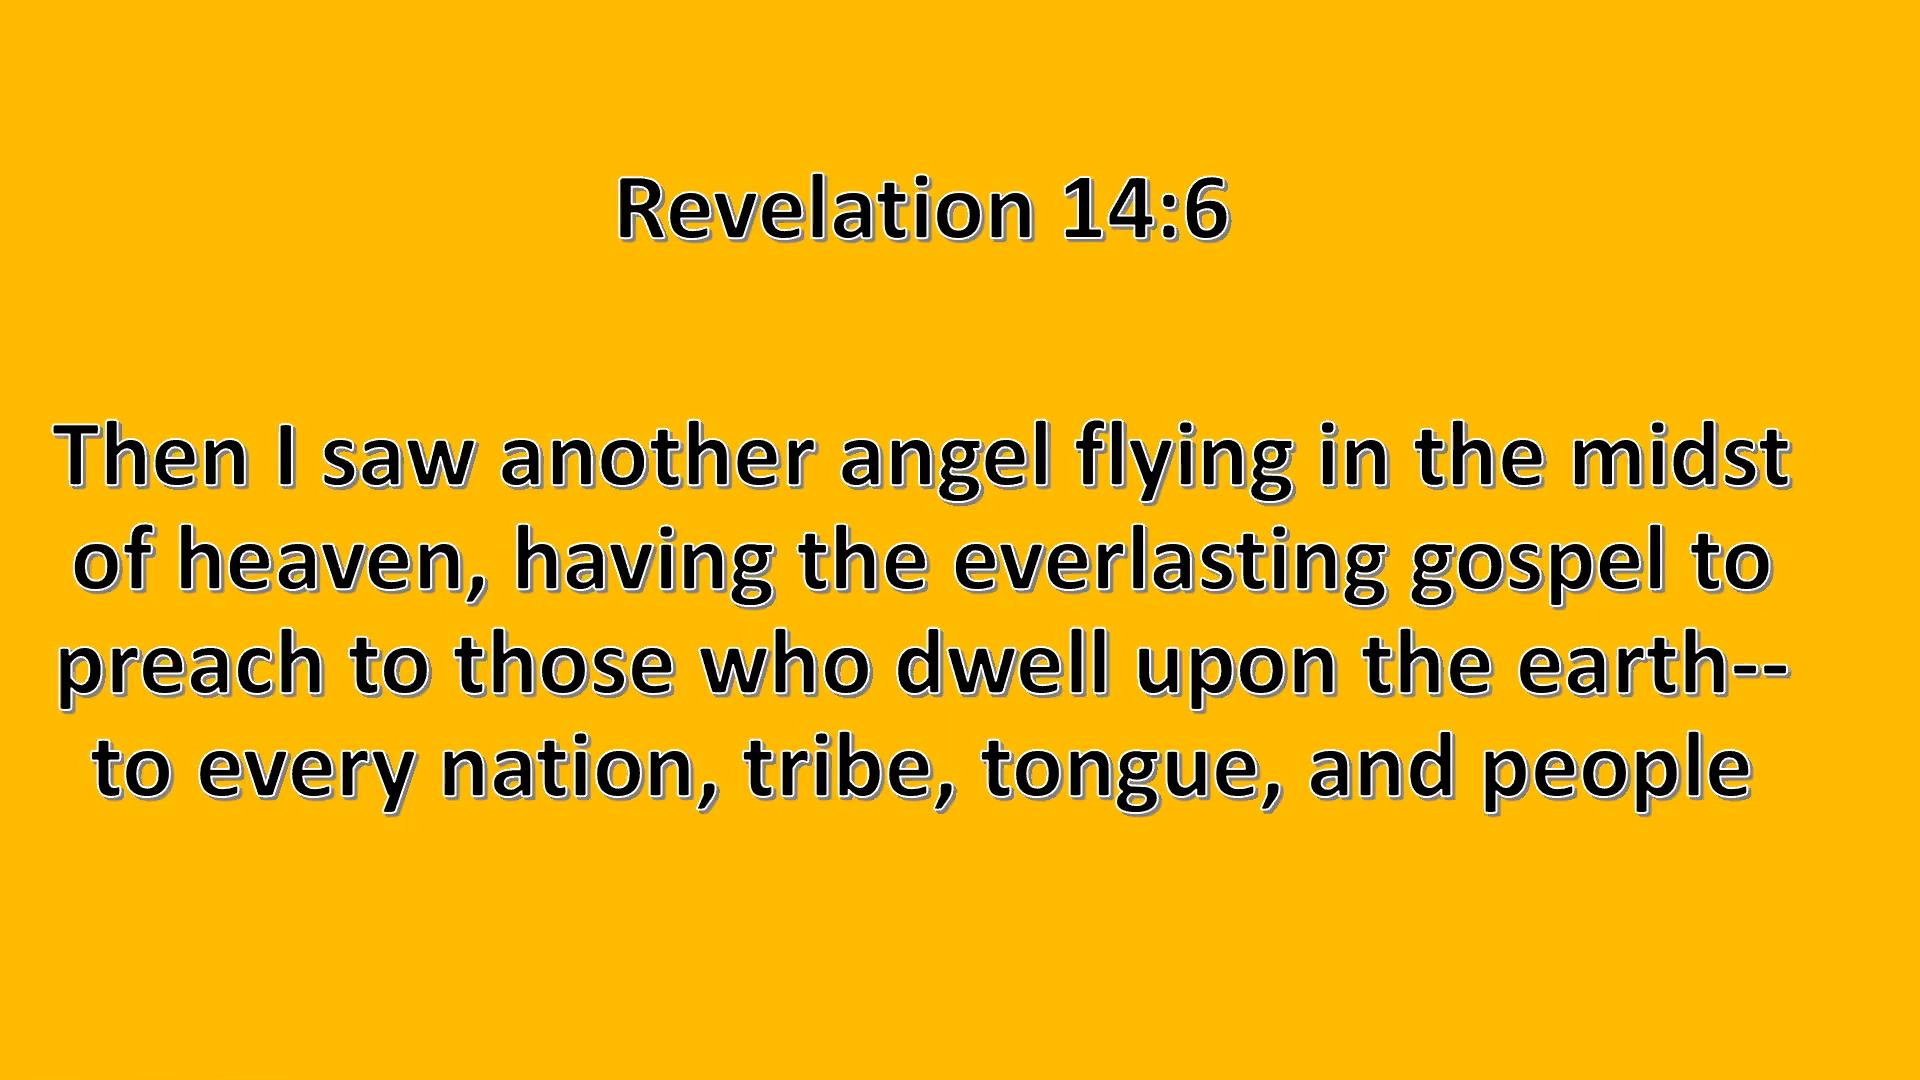 Revelation 14:6
Then I saw another angel flying in the midst
of heaven, having the everlasting gospel to
preach to those who dwell upon the earth--
to every nation, tribe, tongue, and people